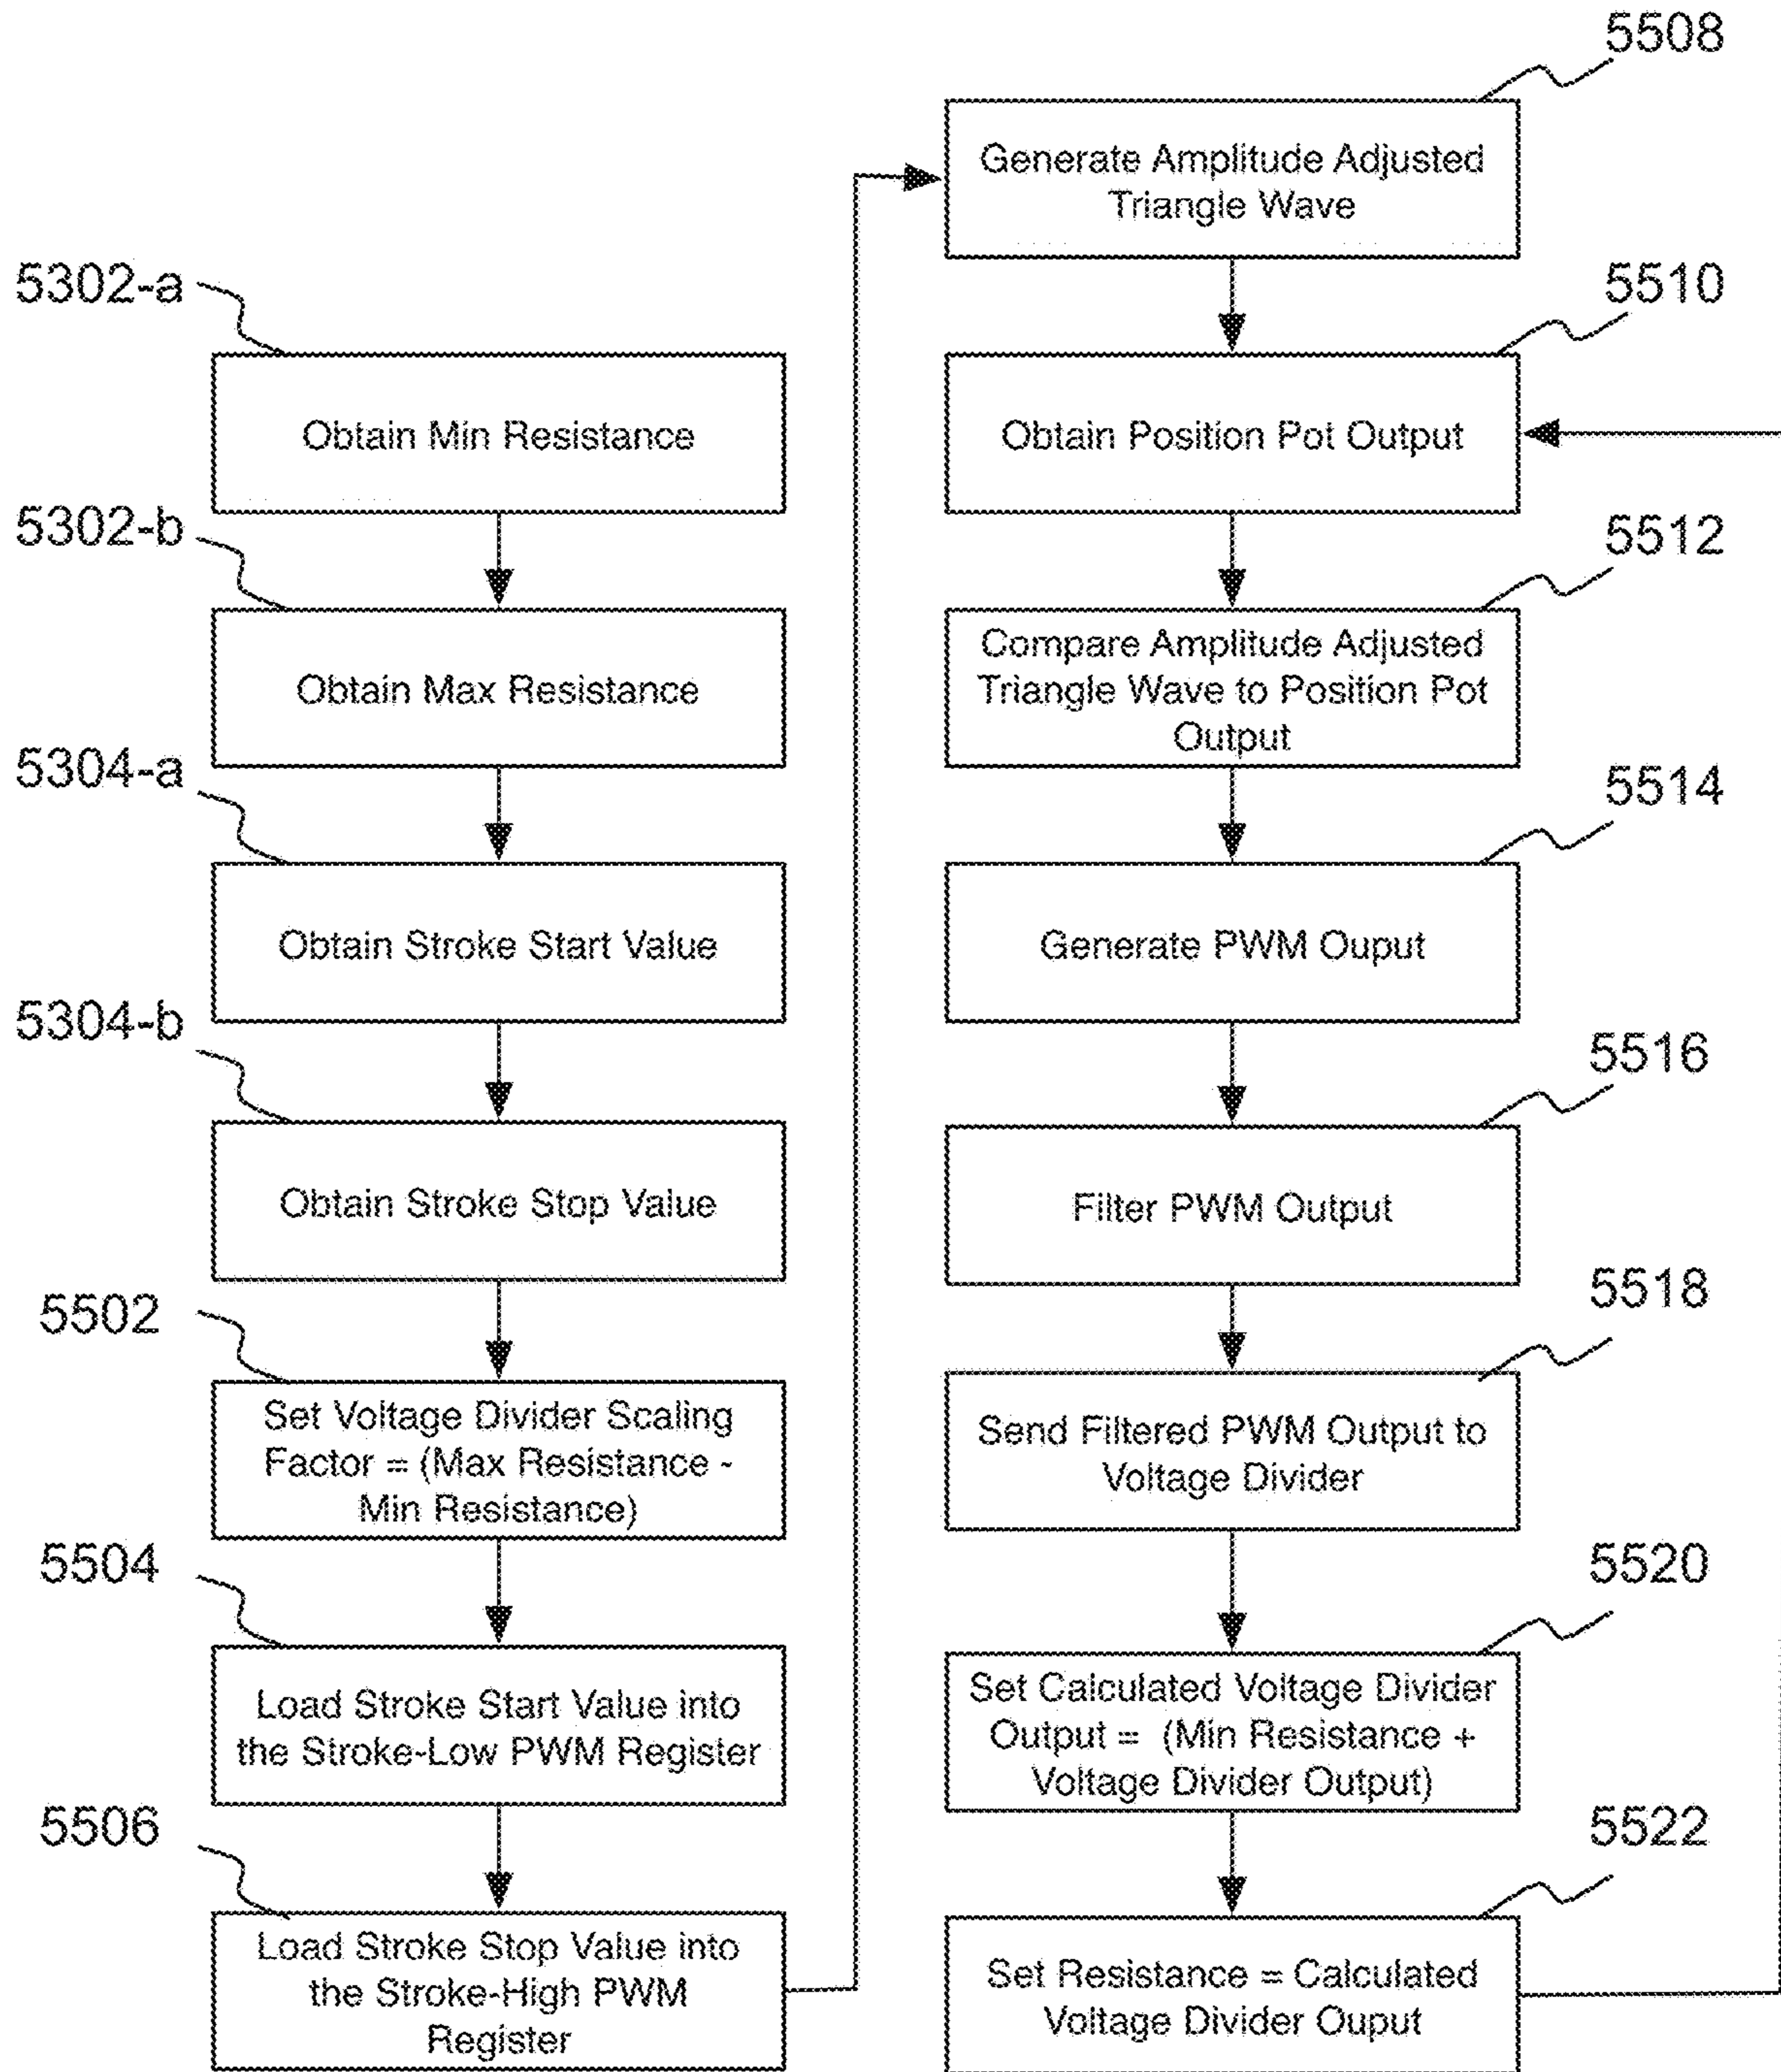 5302-a
Obtain Min Resistance
5302-b
Obtain Max Resistance
5304-a
Obtain Stroke Start Value
5304-b
Obtain Stroke Stop Value
5502
Set Voltage Divider Scaling
Factor = (Max Resistance -
Min Resistance)
5504
Load Stroke Start Value into
the Stroke-Low PWM Register
5506
Load Stroke Stop Value into
the Stroke-High PWM
Register
5508
Generate Amplitude Adjusted
Triangle Wave
5510
Obtain Position Pot Output
5512
Compare Amplitude Adjusted
Triangle Wave to Position Pot
Output
5514
Generate PWM Ouput
5516
Filter PWM Output
5518
Send Filtered PWM Output to
Voltage Divider
5520
Set Calculated Voltage Divider
Output = (Min Resistance +
Voltage Divider Output)
5522
Set Resistance = Calculated
Voltage Divider Ouput